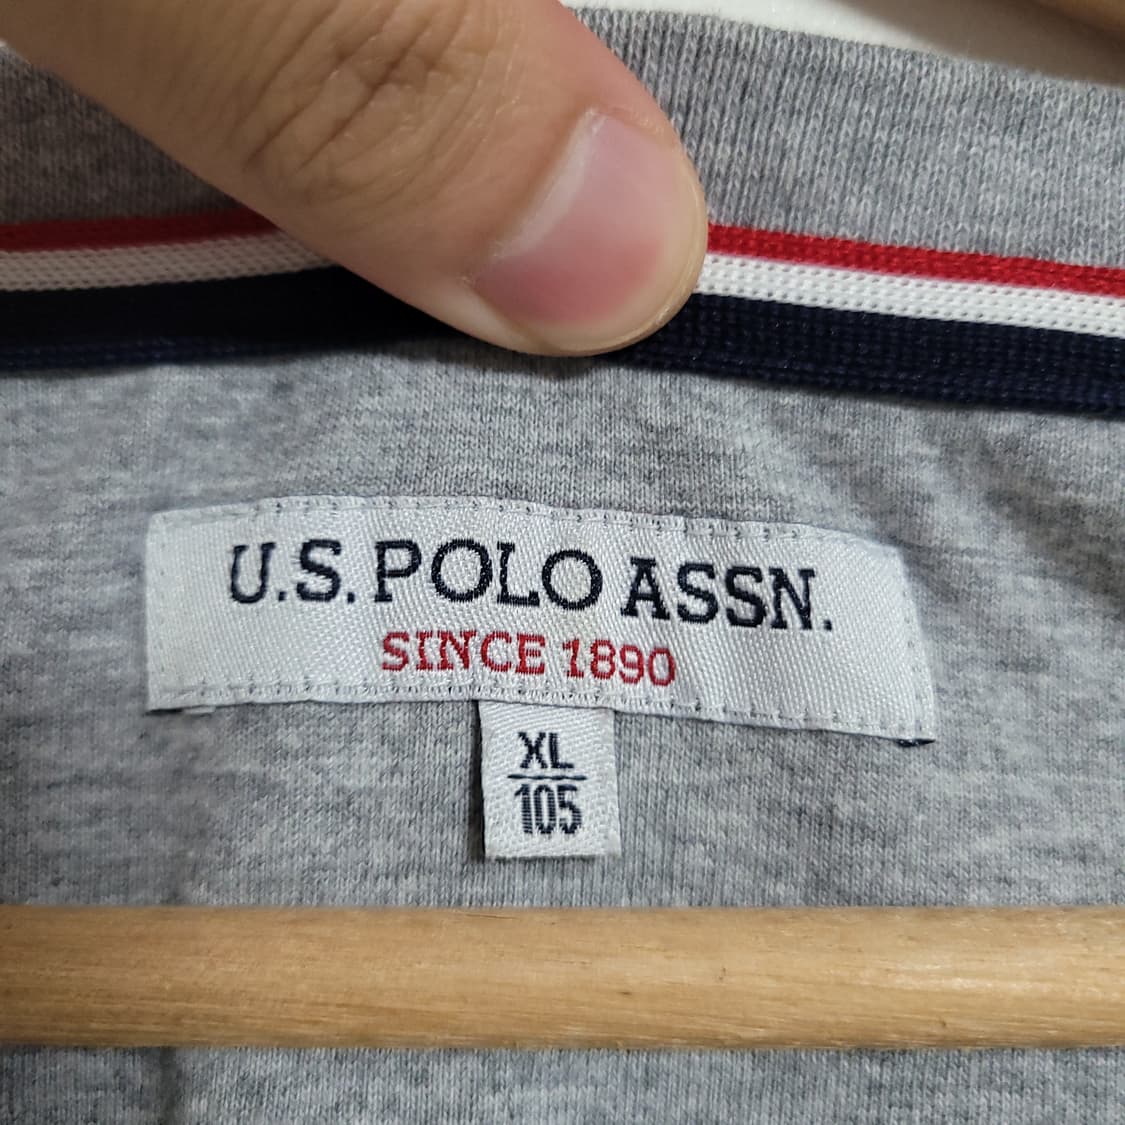 U.S. POLO ASSN.
SINCE 1890
XL
105